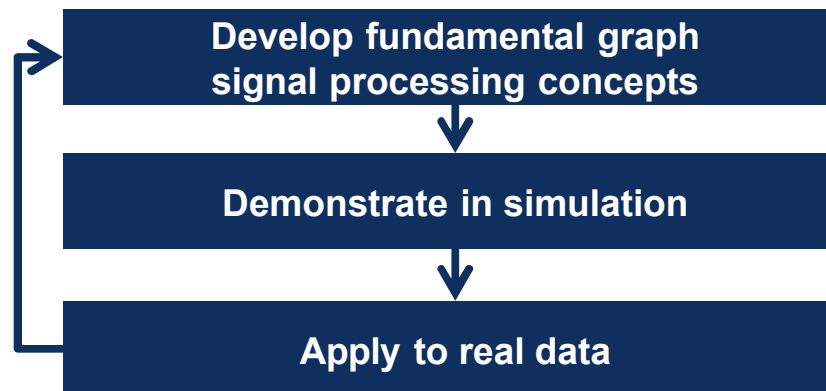 Develop fundamental graph
signal processing concepts
Demonstrate in simulation
Apply to real data